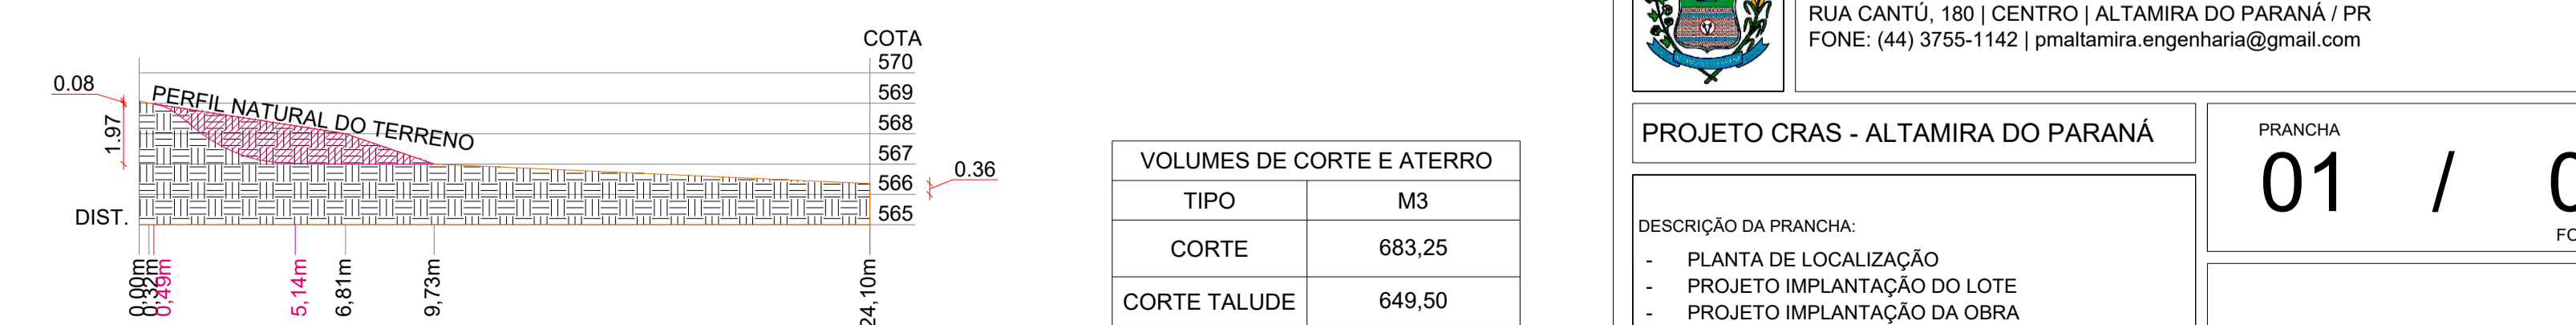 COTA
570
569
568
567
566
565
0.08
1.97
PERFIL NATURAL DO TERRENO
0.36
DIST.
0,00m
0,32m
0,49m
5,14m
6,81m
9,73m
24,10m
VOLUMES DE CORTE E ATERRO
TIPO M3
CORTE 683,25
CORTE TALUDE 649,50
RUA CANTÚ, 180 | CENTRO | ALTAMIRA DO PARANÁ / PR
FONE: (44) 3755-1142 | pmaltamira.engenharia@gmail.com
PROJETO CRAS - ALTAMIRA DO PARANÁ
PRANCHA
01 /
DESCRIÇÃO DA PRANCHA:
- PLANTA DE LOCALIZAÇÃO
- PROJETO IMPLANTAÇÃO DO LOTE
- PROJETO IMPLANTAÇÃO DA OBRA